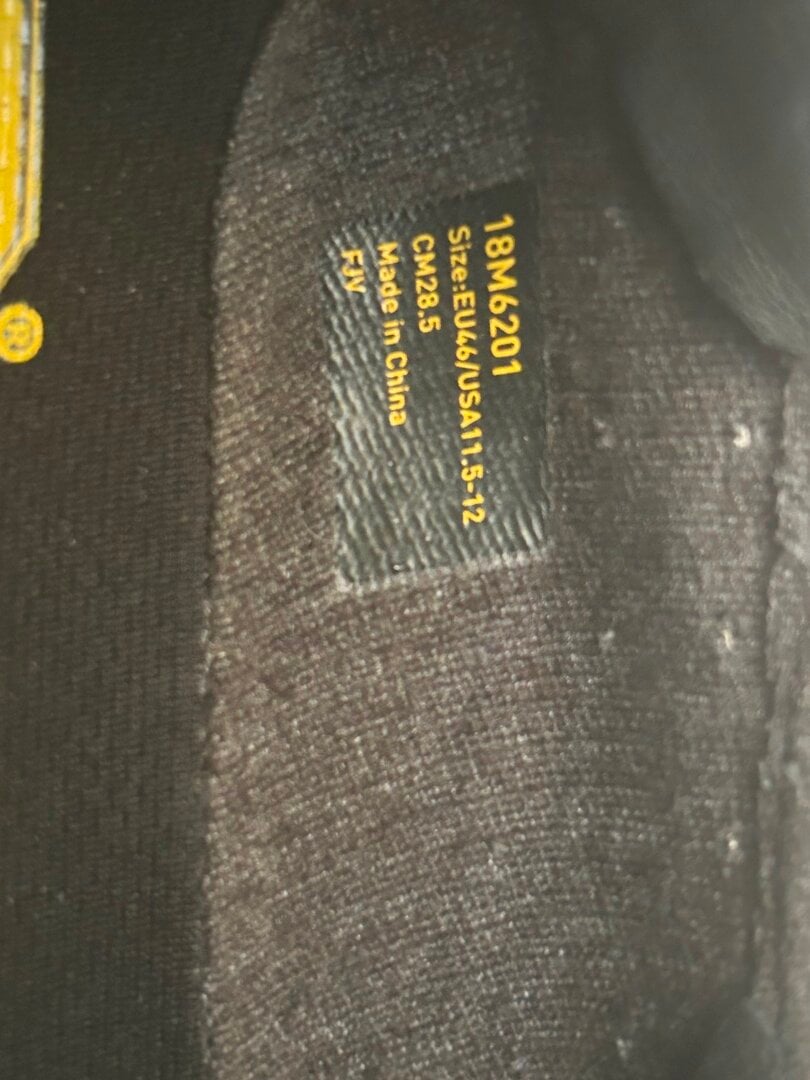 18M6201
Size:EU46/USA11.5-12
CM28.5
Made in China
FJV
®